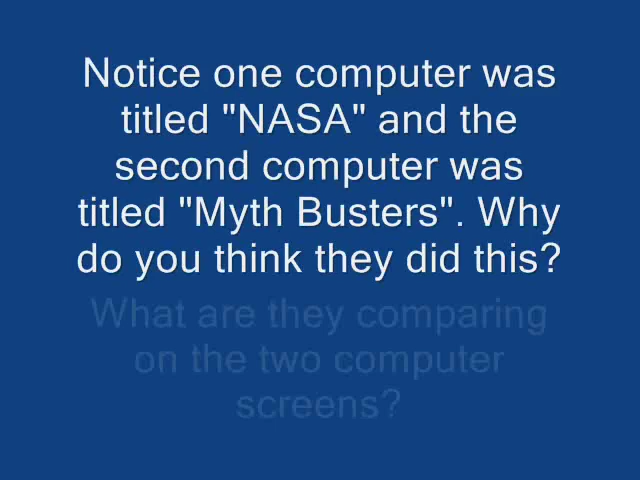 Notice one computer was
titled "NASA" and the
second computer was
titled "Myth Busters". Why
do you think they did this?
What are they comparing
on the two computer
screens?